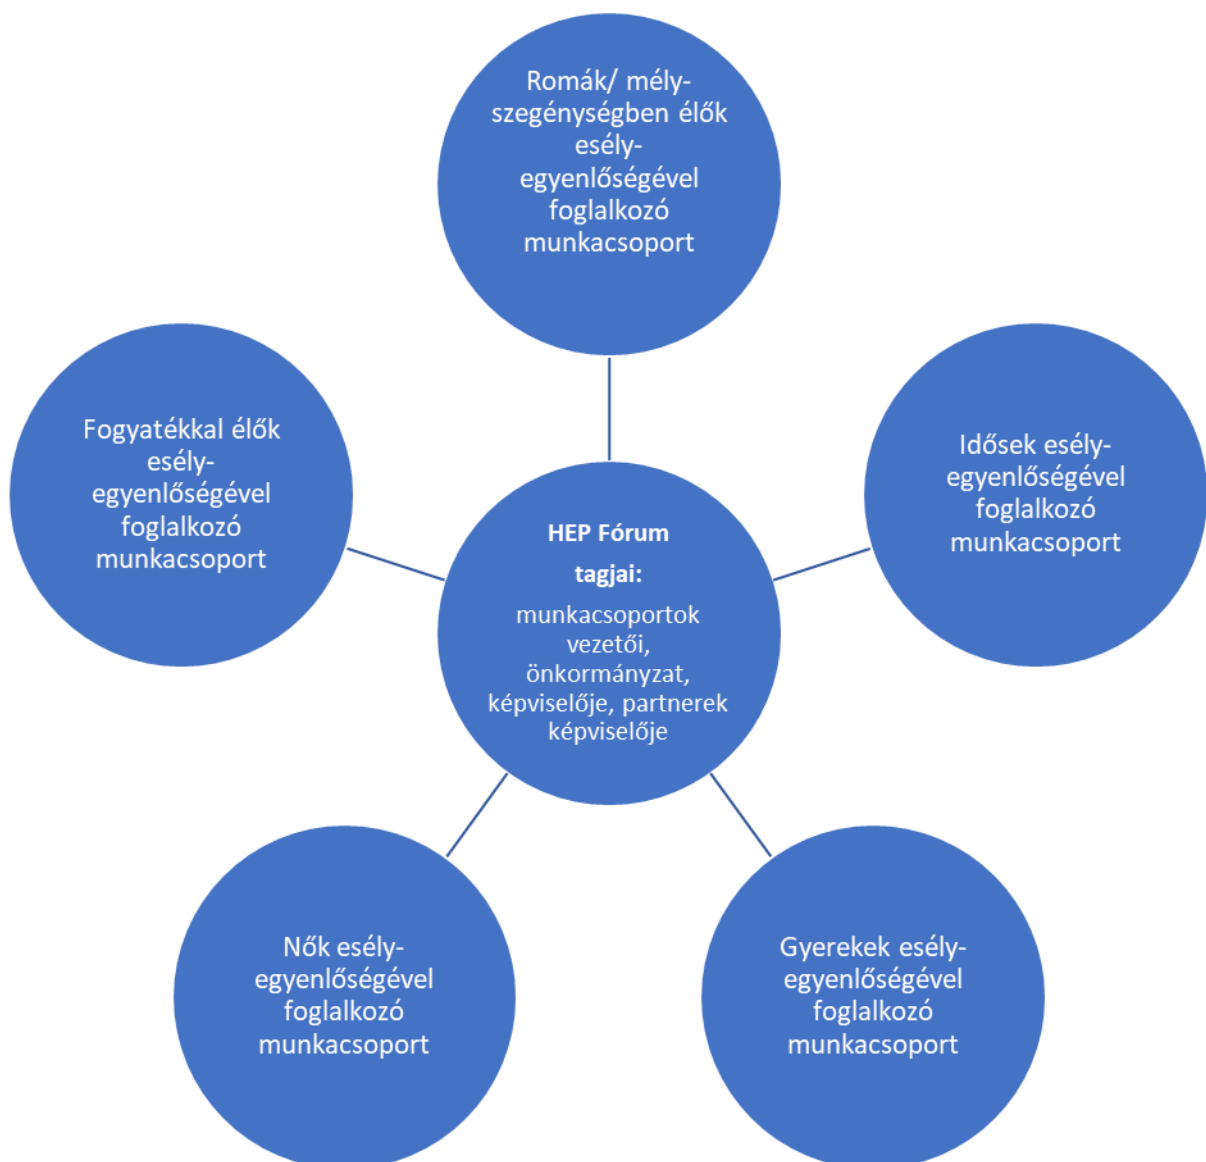 Romák/ mély-
szegénységben élők
esély-
egyenlőségével
foglalkozó
munkacsoport
Fogyatékkal élők
esély-
egyenlőségével
foglalkozó
munkacsoport
Idősek esély-
egyenlőségével
foglalkozó
munkacsoport
HEP Fórum
tagjai:
munkacsoportok
vezetői,
önkormányzat,
képviselője, partnerek
képviselője
Nők esély-
egyenlőségével
foglalkozó
munkacsoport
Gyerekek esély-
egyenlőségével
foglalkozó
munkacsoport